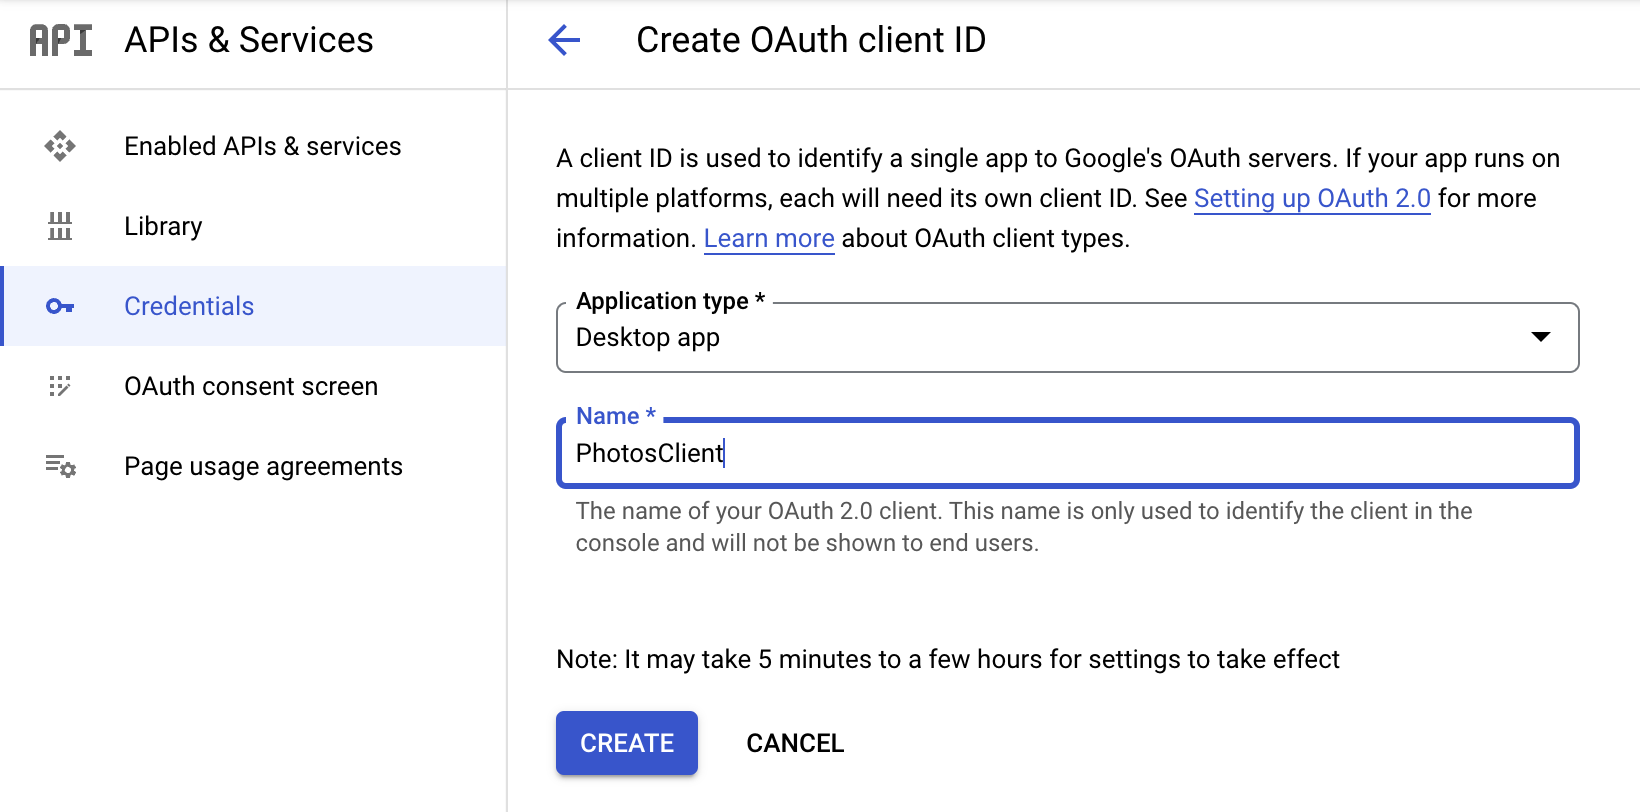 API APIs & Services
Create OAuth client ID
Enabled APIs & services
Library
Credentials
OAuth consent screen
Page usage agreements
A client ID is used to identify a single app to Google's OAuth servers. If your app runs on
multiple platforms, each will need its own client ID. See Setting up OAuth 2.0 for more
information. Learn more about OAuth client types.
Application type *
Desktop app
Name *
PhotosClient
The name of your OAuth 2.0 client. This name is only used to identify the client in the
console and will not be shown to end users.
Note: It may take 5 minutes to a few hours for settings to take effect
CREATE CANCEL